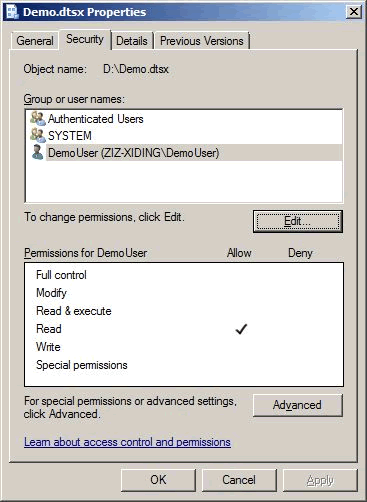 Demo.dtsx Properties
General
Security
Details
Previous Versions
Object name: D:\Demo.dtsx
Group or user names:
Authenticated Users
SYSTEM
DemoUser (ZIZ-XIDING\DemoUser)
To change permissions, click Edit.
Edit...
Permissions for DemoUser Allow Deny
Full control
Modify
Read & execute
Read
Write
Special permissions
For special permissions or advanced settings,
click Advanced.
Advanced
Learn about access control and permissions
OK
Cancel
Apply